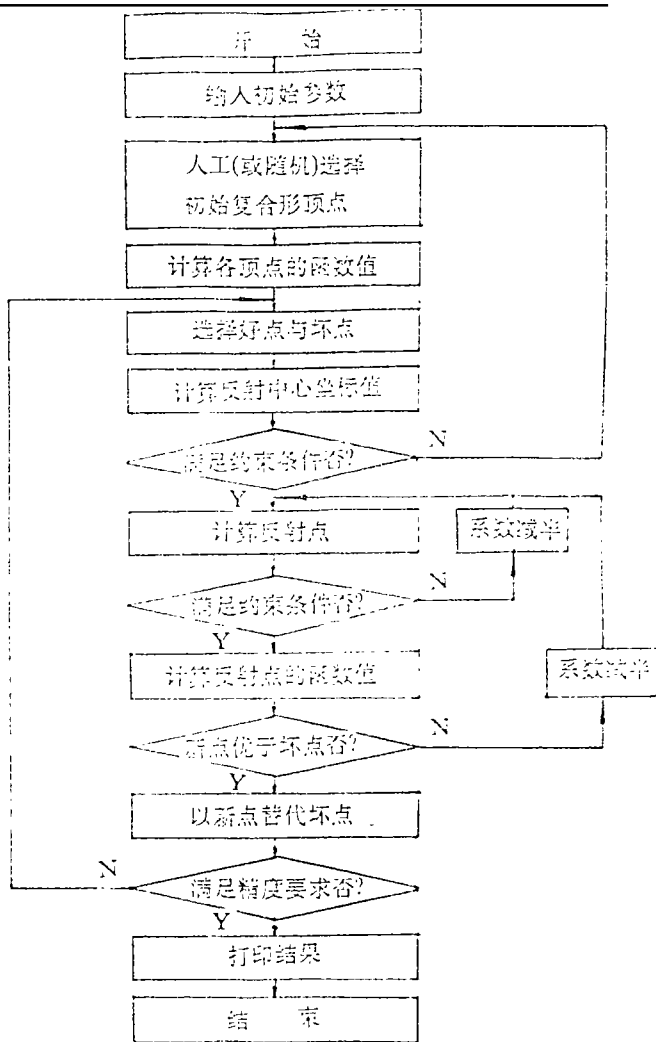 开 始
输入初始参数
人工(或随机)选择
初始复合形顶点
计算各顶点的函数值
选择好点与坏点
计算反射中心坐标值
满足约束条件否?
N
Y
计算反射点
系数减半
满足约束条件否?
N
Y
计算反射点的函数值
系数减半
新点优于坏点否?
N
Y
以新点替代坏点
满足精度要求否?
N
Y
打印结果
结 束